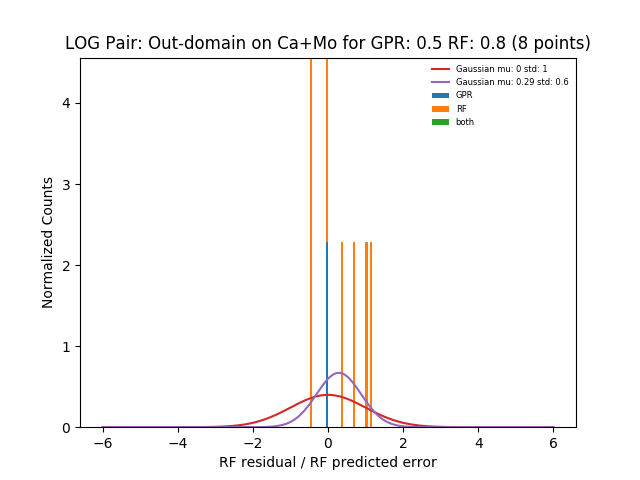 LOG Pair: Out-domain on Ca+Mo for GPR: 0.5 RF: 0.8 (8 points)
Gaussian mu: 0 std: 1
Gaussian mu: 0.29 std: 0.6
GPR
RF
both
Normalized Counts
4
3
2
1
0
−6 −4 −2 0 2 4 6
RF residual / RF predicted error